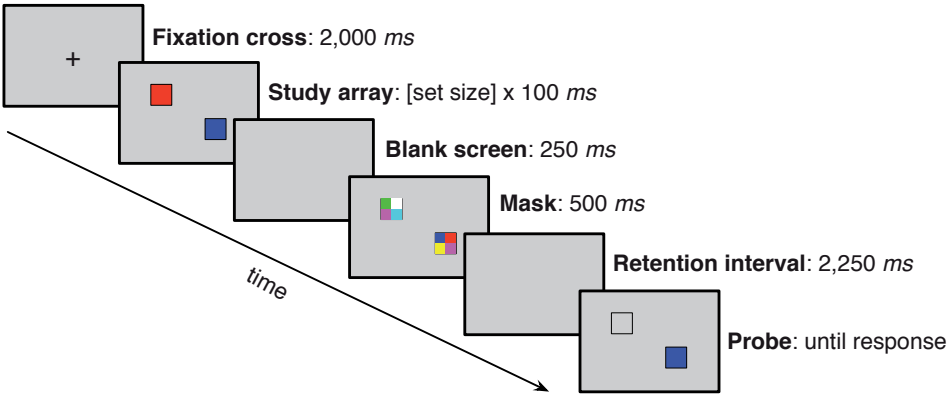 Fixation cross: 2,000 ms
Study array: [set size] x 100 ms
Blank screen: 250 ms
Mask: 500 ms
Retention interval: 2,250 ms
time
Probe: until response